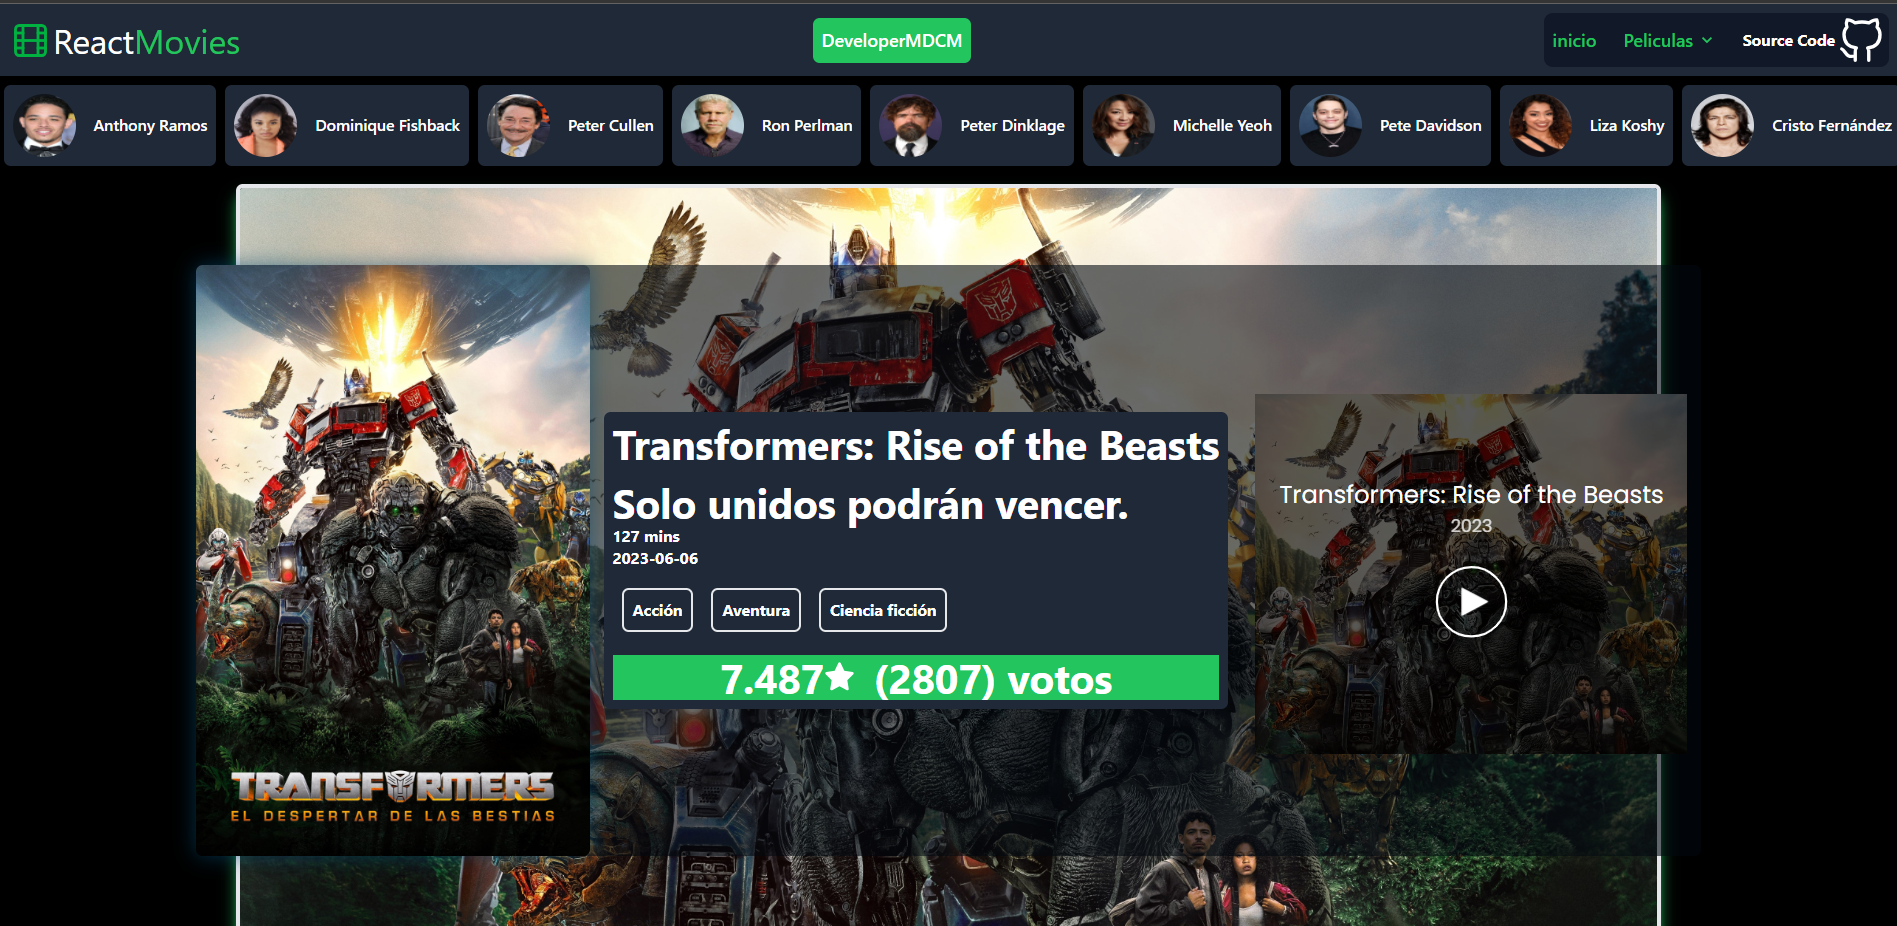 ReactMovies
DeveloperMDCM
inicio
Peliculas
Source Code
Anthony Ramos
Dominique Fishback
Peter Cullen
Ron Perlman
Peter Dinklage
Michelle Yeoh
Pete Davidson
Liza Koshy
Cristo Fernández
TRANSFORMERS
EL DESPERTAR DE LAS BESTIAS
Transformers: Rise of the Beasts
Solo unidos podrán vencer.
127 mins
2023-06-06
Acción
Aventura
Ciencia ficción
7.487★ (2807) votos
Transformers: Rise of the Beasts
2023